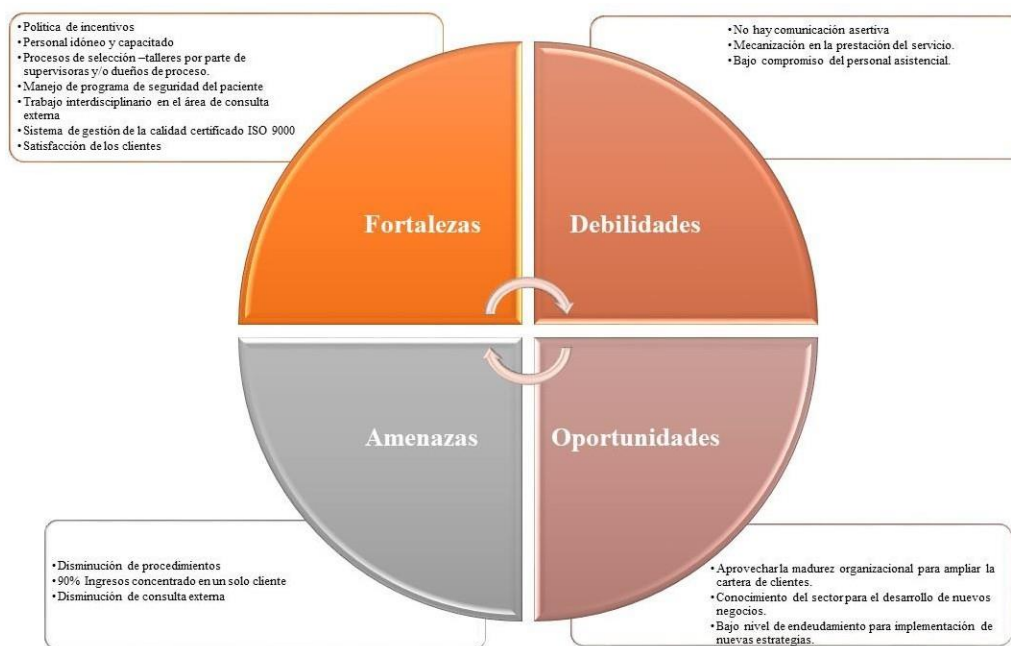 •Política de incentivos
•Personal idóneo y capacitado
•Procesos de selección –talleres por parte de
supervisoras y/o dueños de proceso.
•Manejo de programa de seguridad del paciente
•Trabajo interdisciplinario en el área de consulta
externa
•Sistema de gestión de la calidad certificado ISO 9000
•Satisfacción de los clientes
•No hay comunicación asertiva
•Mecanización en la prestación del servicio.
•Bajo compromiso del personal asistencial.
Fortalezas
Debilidades
Amenazas
Oportunidades
•Disminución de procedimientos
•90% Ingresos concentrado en un solo cliente
•Disminución de consulta externa
•Aprovechar la madurez organizacional para ampliar la
cartera de clientes.
•Conocimiento del sector para el desarrollo de nuevos
negocios.
•Bajo nivel de endeudamiento para implementación de
nuevas estrategias.